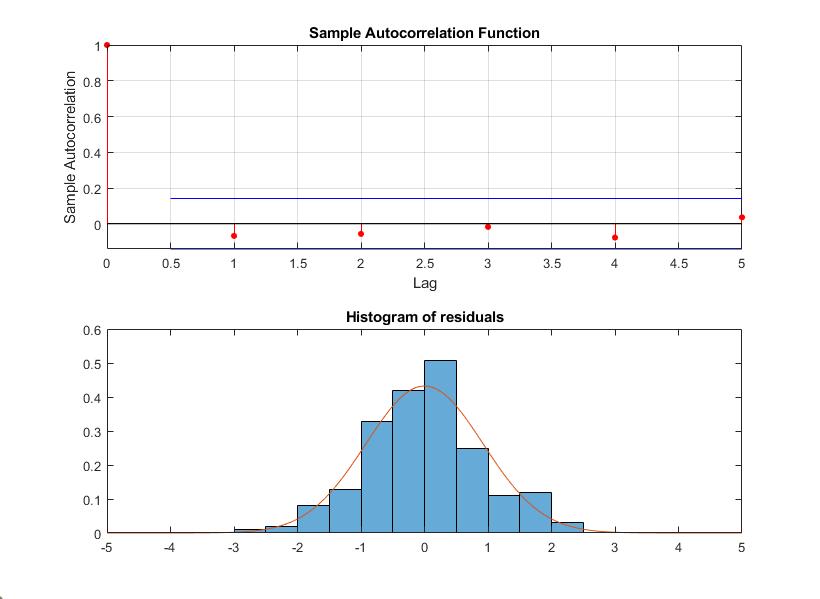 Sample Autocorrelation Function
1
0.8
0.6
0.4
0.2
0
Sample Autocorrelation
0 0.5 1 1.5 2 2.5 3 3.5 4 4.5 5
Lag
Histogram of residuals
0.6
0.5
0.4
0.3
0.2
0.1
0
-5 -4 -3 -2 -1 0 1 2 3 4 5